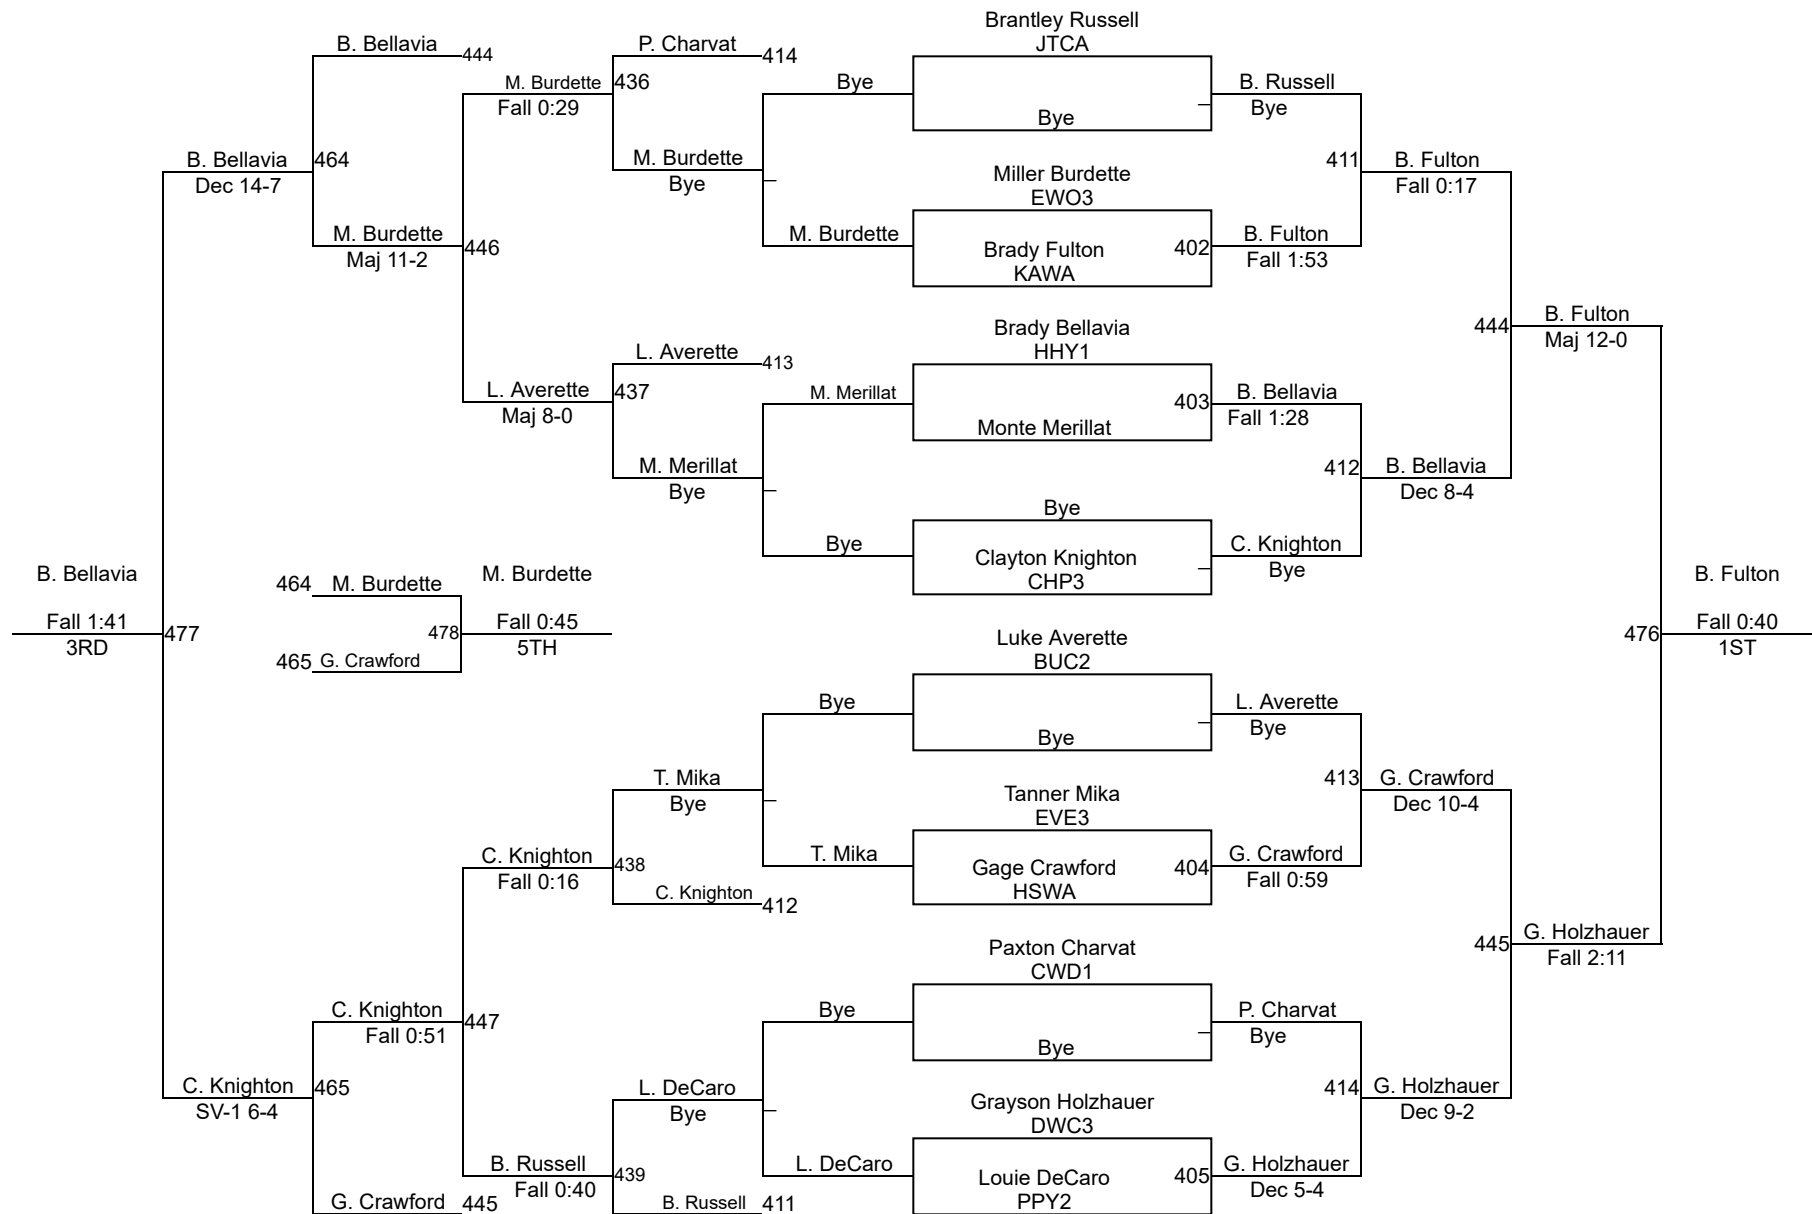 Brantley Russell
B. Bellavia
P. Charvat
JTCA
444
414
M. Burdette
436
Bye
B. Russell
Fall 0:29
Bye
Bye
M. Burdette
411
B. Fulton
B. Bellavia
464
Miller Burdette
Bye
Fall 0:17
Dec 14-7
EWO3
M. Burdette
446
M. Burdette
Brady Fulton
402
B. Fulton
Maj 11-2
KAWA
Fall 1:53
Brady Bellavia
444
B. Fulton
L. Averette
413
HHY1
Maj 12-0
L. Averette
437
M. Merillat
403
B. Bellavia
Maj 8-0
Monte Merillat
Fall 1:28
M. Merillat
412
B. Bellavia
Bye
Dec 8-4
Bye
Bye
Clayton Knighton
C. Knighton
CHP3
Bye
B. Bellavia
464
M. Burdette
M. Burdette
B. Fulton
Fall 1:41
477
478
Fall 0:45
476
Fall 0:40
3RD
5TH
1ST
465
G. Crawford
Luke Averette
BUC2
Bye
L. Averette
Bye
Bye
T. Mika
413
G. Crawford
Bye
Tanner Mika
Dec 10-4
EVE3
C. Knighton
438
T. Mika
Gage Crawford
404
G. Crawford
Fall 0:16
HSWA
Fall 0:59
C. Knighton
412
Paxton Charvat
445
G. Holzhauer
CWD1
Fall 2:11
C. Knighton
447
Bye
P. Charvat
Fall 0:51
Bye
Bye
C. Knighton
465
L. DeCaro
414
G. Holzhauer
SV-1 6-4
Bye
Grayson Holzhauer
Dec 9-2
DWC3
B. Russell
439
L. DeCaro
Louie DeCaro
405
G. Holzhauer
Fall 0:40
PPY2
Dec 5-4
G. Crawford
445
B. Russell
411